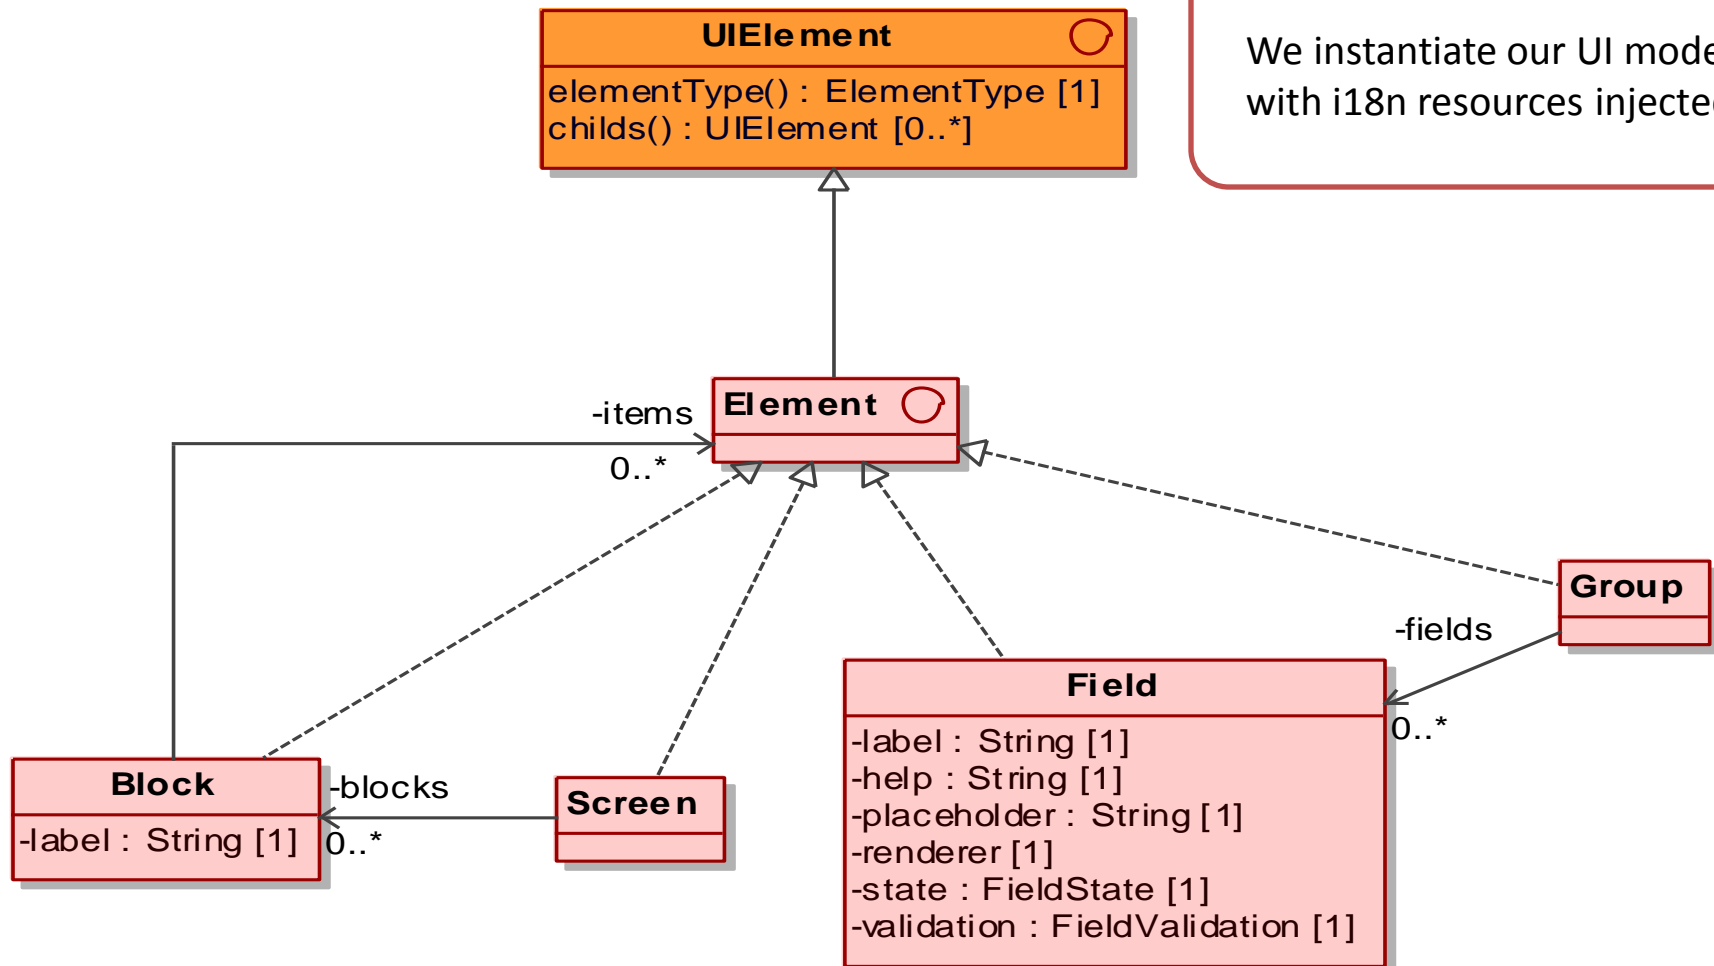 UIElement
elementType() : ElementType [1]
childs() : UIElement [0..*]
We instantiate our UI mode
with i18n resources injecte
-items
0..*
Element
Group
-fields
0..*
Field
-label : String [1]
-help : String [1]
-placeholder : String [1]
-renderer [1]
-state : FieldState [1]
-validation : FieldValidation [1]
Block
-label : String [1]
-blocks
0..*
Screen